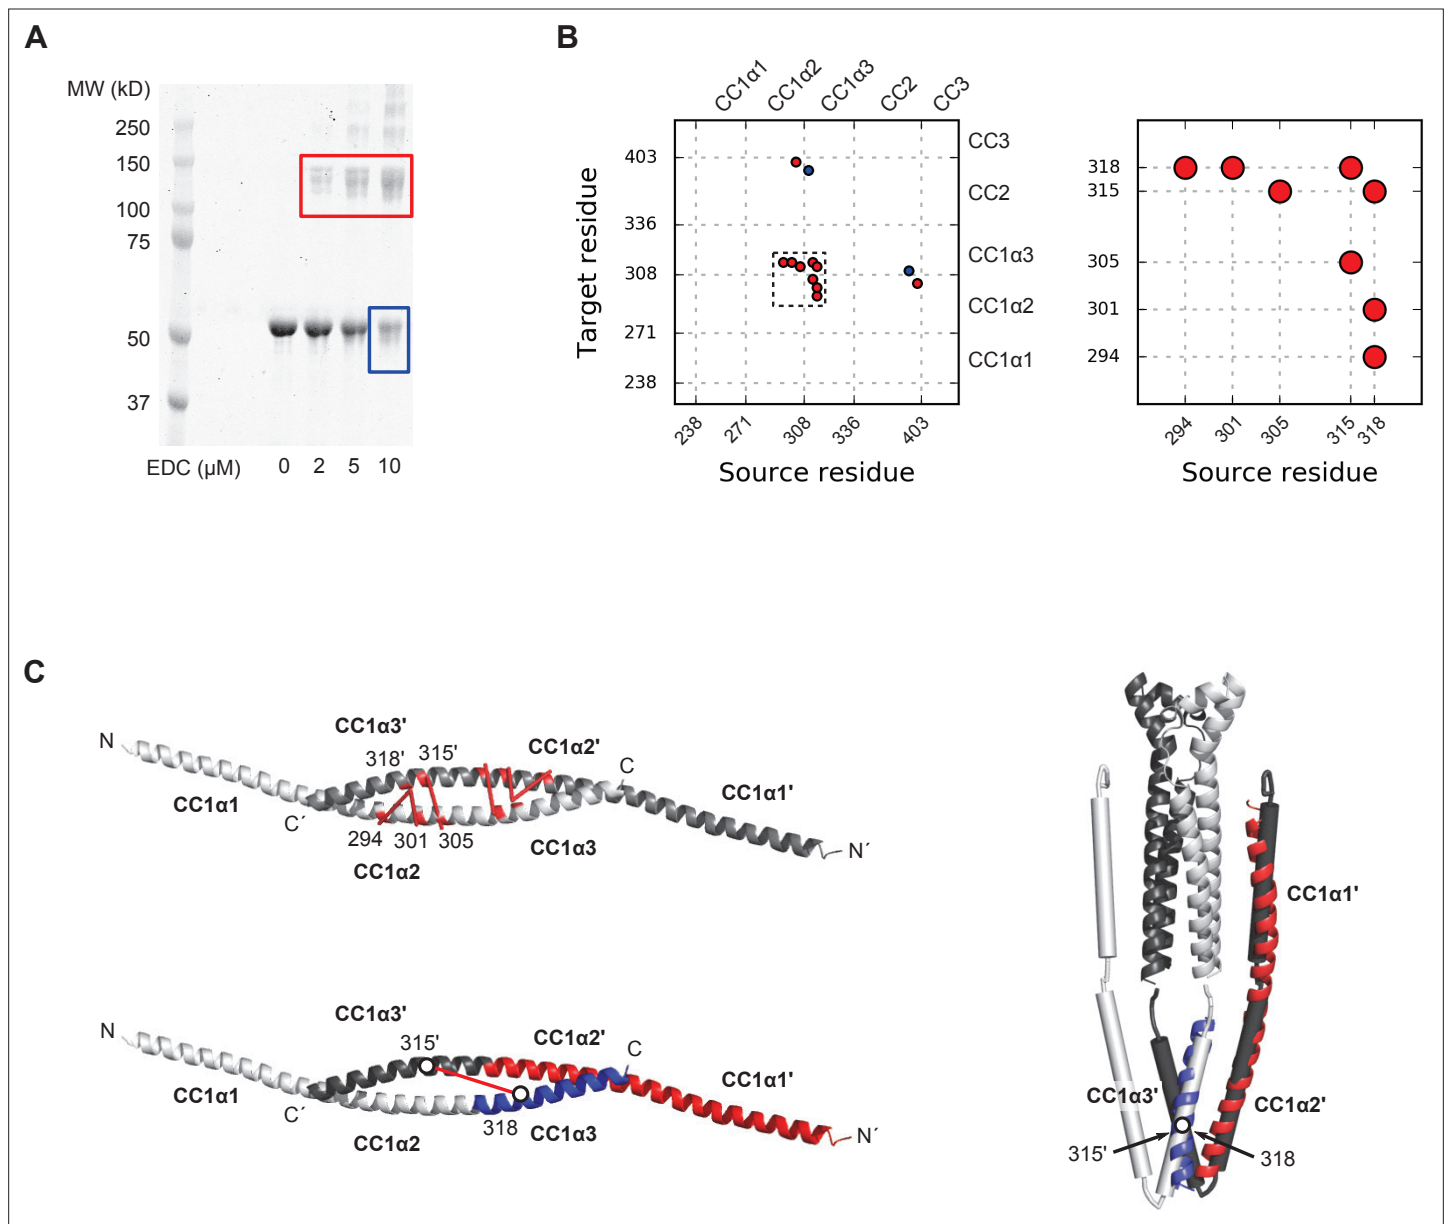 A
MW (kD)
250
150
100
75
50
37
EDC (µM) 0 2 5 10
B
CC1α1 CC1α2 CC1α3 CC2 CC3
Target residue
403
336
308
271
238
CC3
CC2
CC1α3
CC1α2
CC1α1
238 271 308 336 403
Source residue
318
315
305
301
294
294 301 305 315 318
Source residue
C
N
CC1α1
C´
CC1α3'
318' 315'
CC1α2'
C
CC1α1'
N´
294 301 305
CC1α2
CC1α3
N
CC1α1
C´
CC1α3'
315'
CC1α2'
C
CC1α1'
N´
CC1α2
318
CC1α3
CC1α1'
CC1α3'
CC1α2'
315'
318